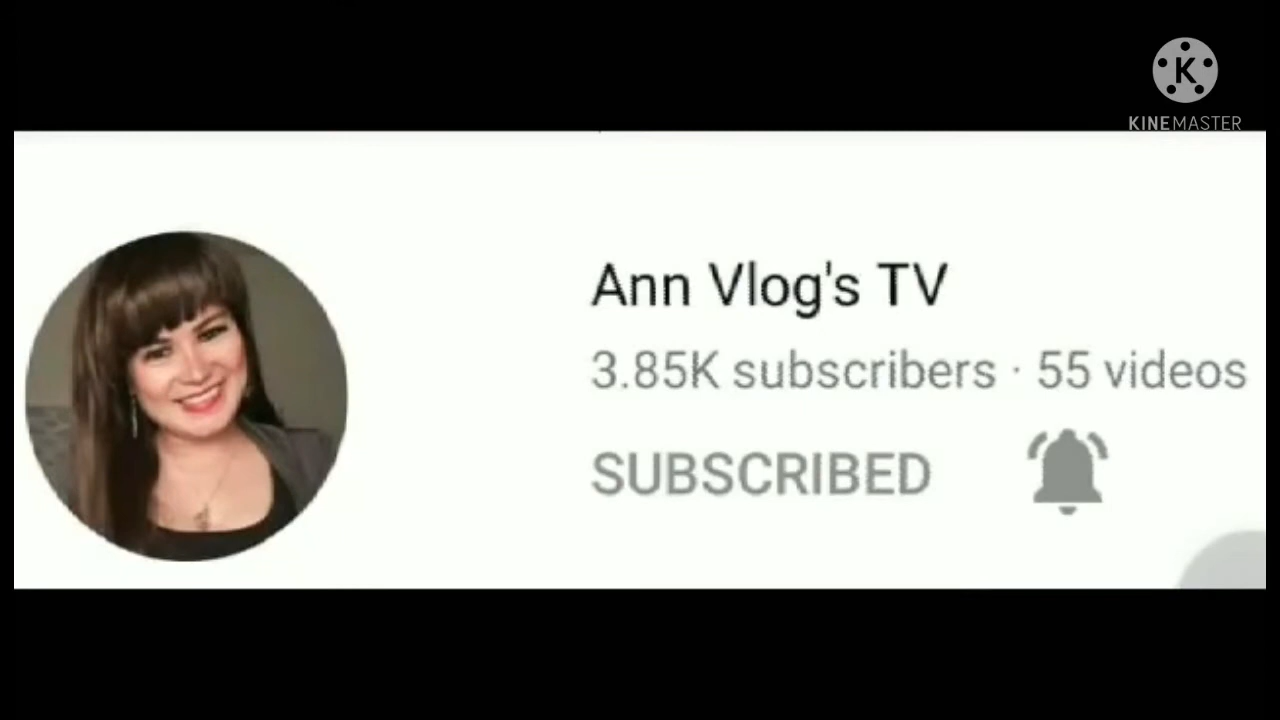 K
KINEMASTER
Ann Vlog's TV
3.85K subscribers · 55 videos
SUBSCRIBED